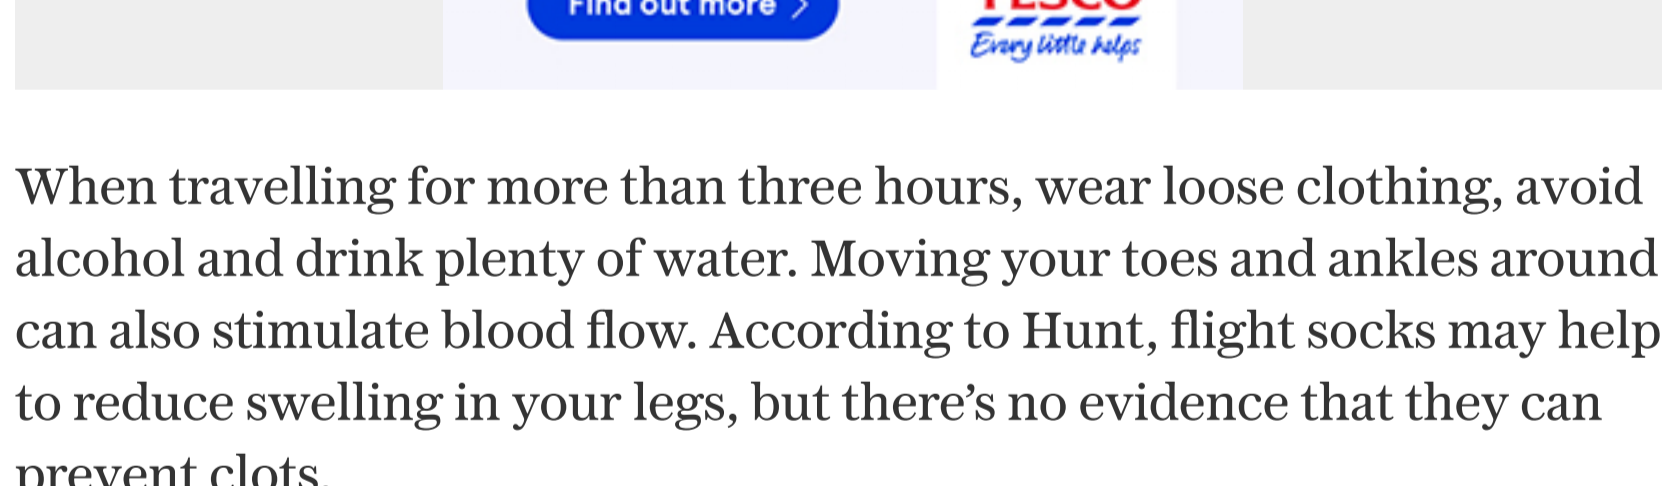 Find out more
TESCO
Every little helps
When travelling for more than three hours, wear loose clothing, avoid
alcohol and drink plenty of water. Moving your toes and ankles around
can also stimulate blood flow. According to Hunt, flight socks may help
to reduce swelling in your legs, but there’s no evidence that they can
prevent clots.